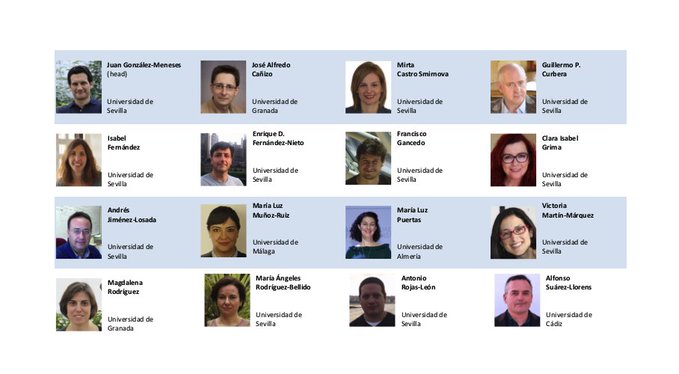 Juan González-Meneses
(head)
Universidad de
Sevilla
José Alfredo
Cañizo
Universidad de
Granada
Mirta
Castro Smirnova
Universidad de
Sevilla
Guillermo P.
Curbera
Universidad de
Sevilla
Isabel
Fernández
Universidad de
Sevilla
Enrique D.
Fernández-Nieto
Universidad de
Sevilla
Francisco
Gancedo
Universidad de
Sevilla
Clara Isabel
Grima
Universidad de
Sevilla
Andrés
Jiménez-Losada
Universidad de
Sevilla
María Luz
Muñoz-Ruiz
Universidad de
Málaga
María Luz
Puertas
Universidad de
Almería
Victoria
Martín-Márquez
Universidad de
Sevilla
Magdalena
Rodríguez
Universidad de
Granada
María Ángeles
Rodríguez-Bellido
Universidad de
Sevilla
Antonio
Rojas-León
Universidad de
Sevilla
Alfonso
Suárez-Llorens
Universidad de
Cádiz